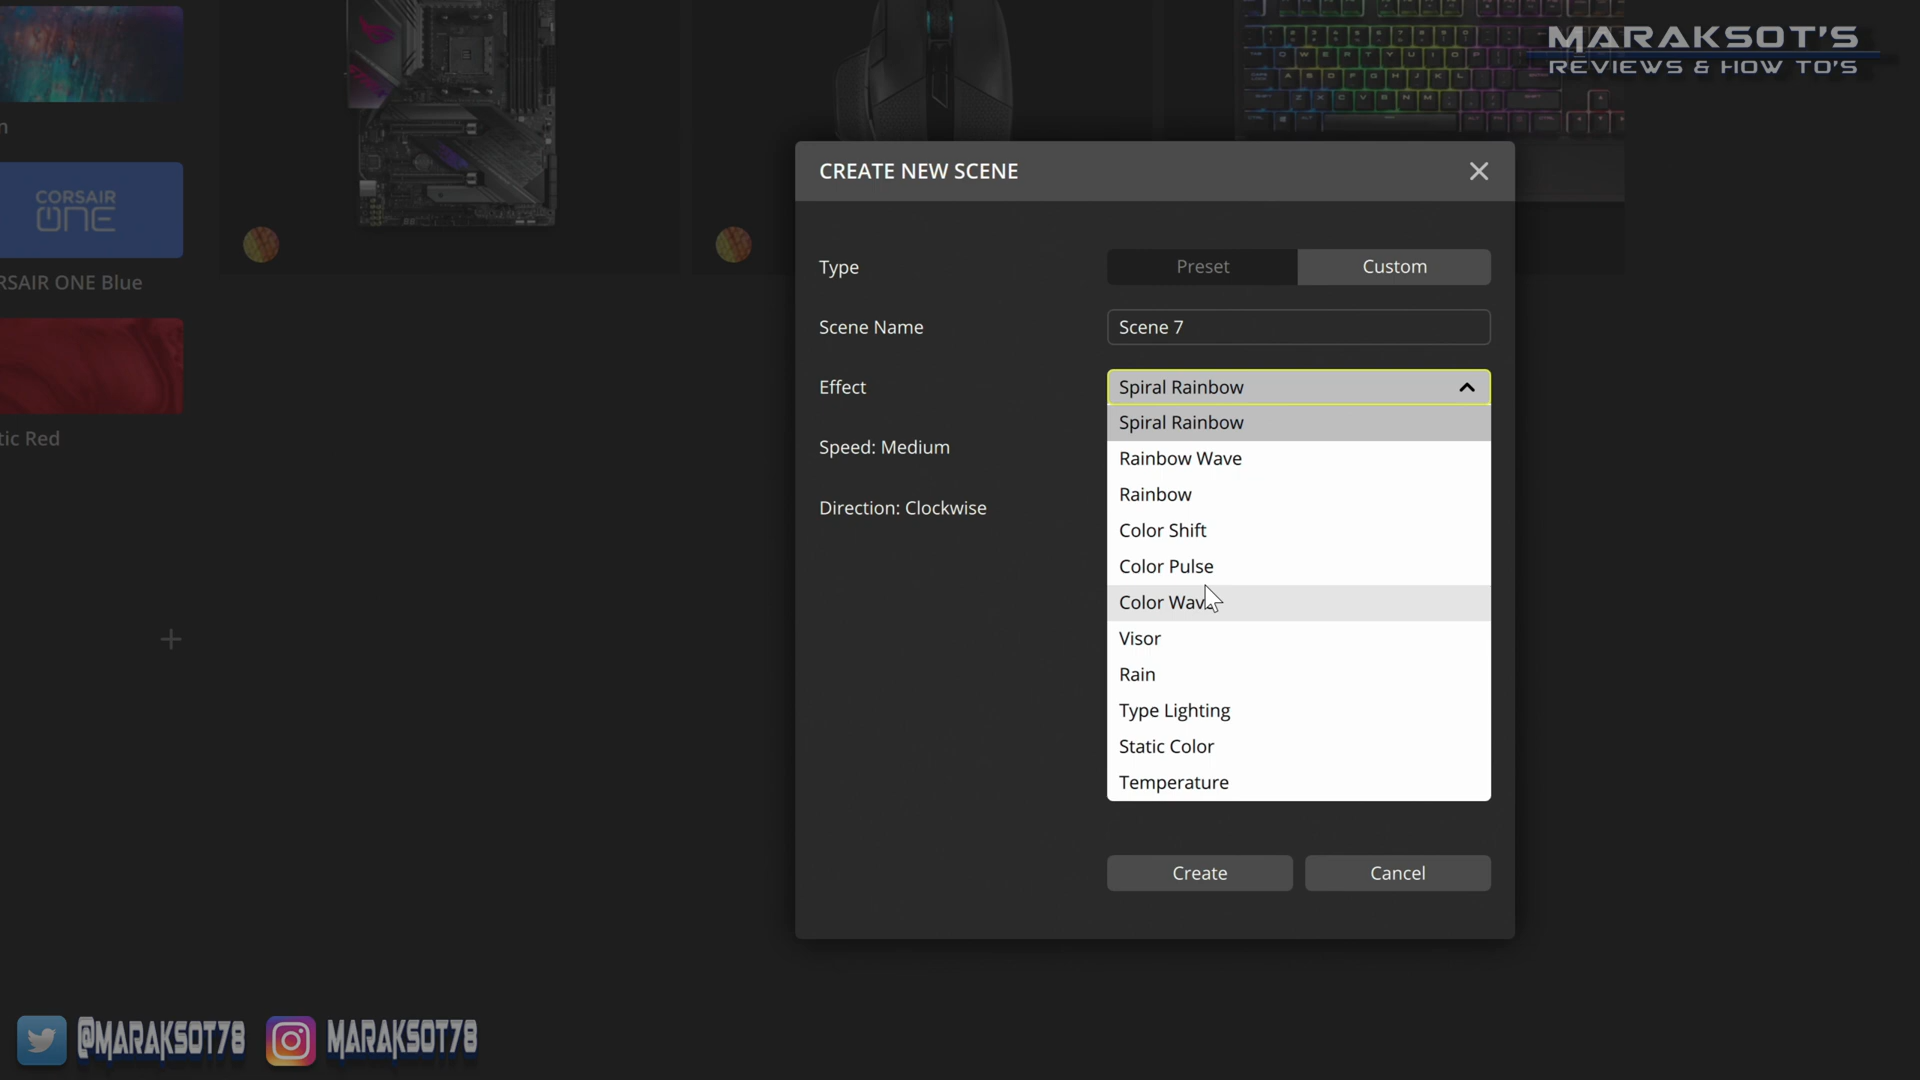 MARAKSOT'S
REVIEWS & HOW TO'S
n
CORSAIR
ONE
RSAIR ONE Blue
tic Red
CREATE NEW SCENE
Type
Preset
Custom
Scene Name
Scene 7
Effect
Spiral Rainbow
Spiral Rainbow
Rainbow Wave
Rainbow
Speed: Medium
Direction: Clockwise
Color Shift
Color Pulse
Color Wav
Visor
Rain
Type Lighting
Static Color
Temperature
Create
Cancel
@MARAKSOT78
MARAKSOT78